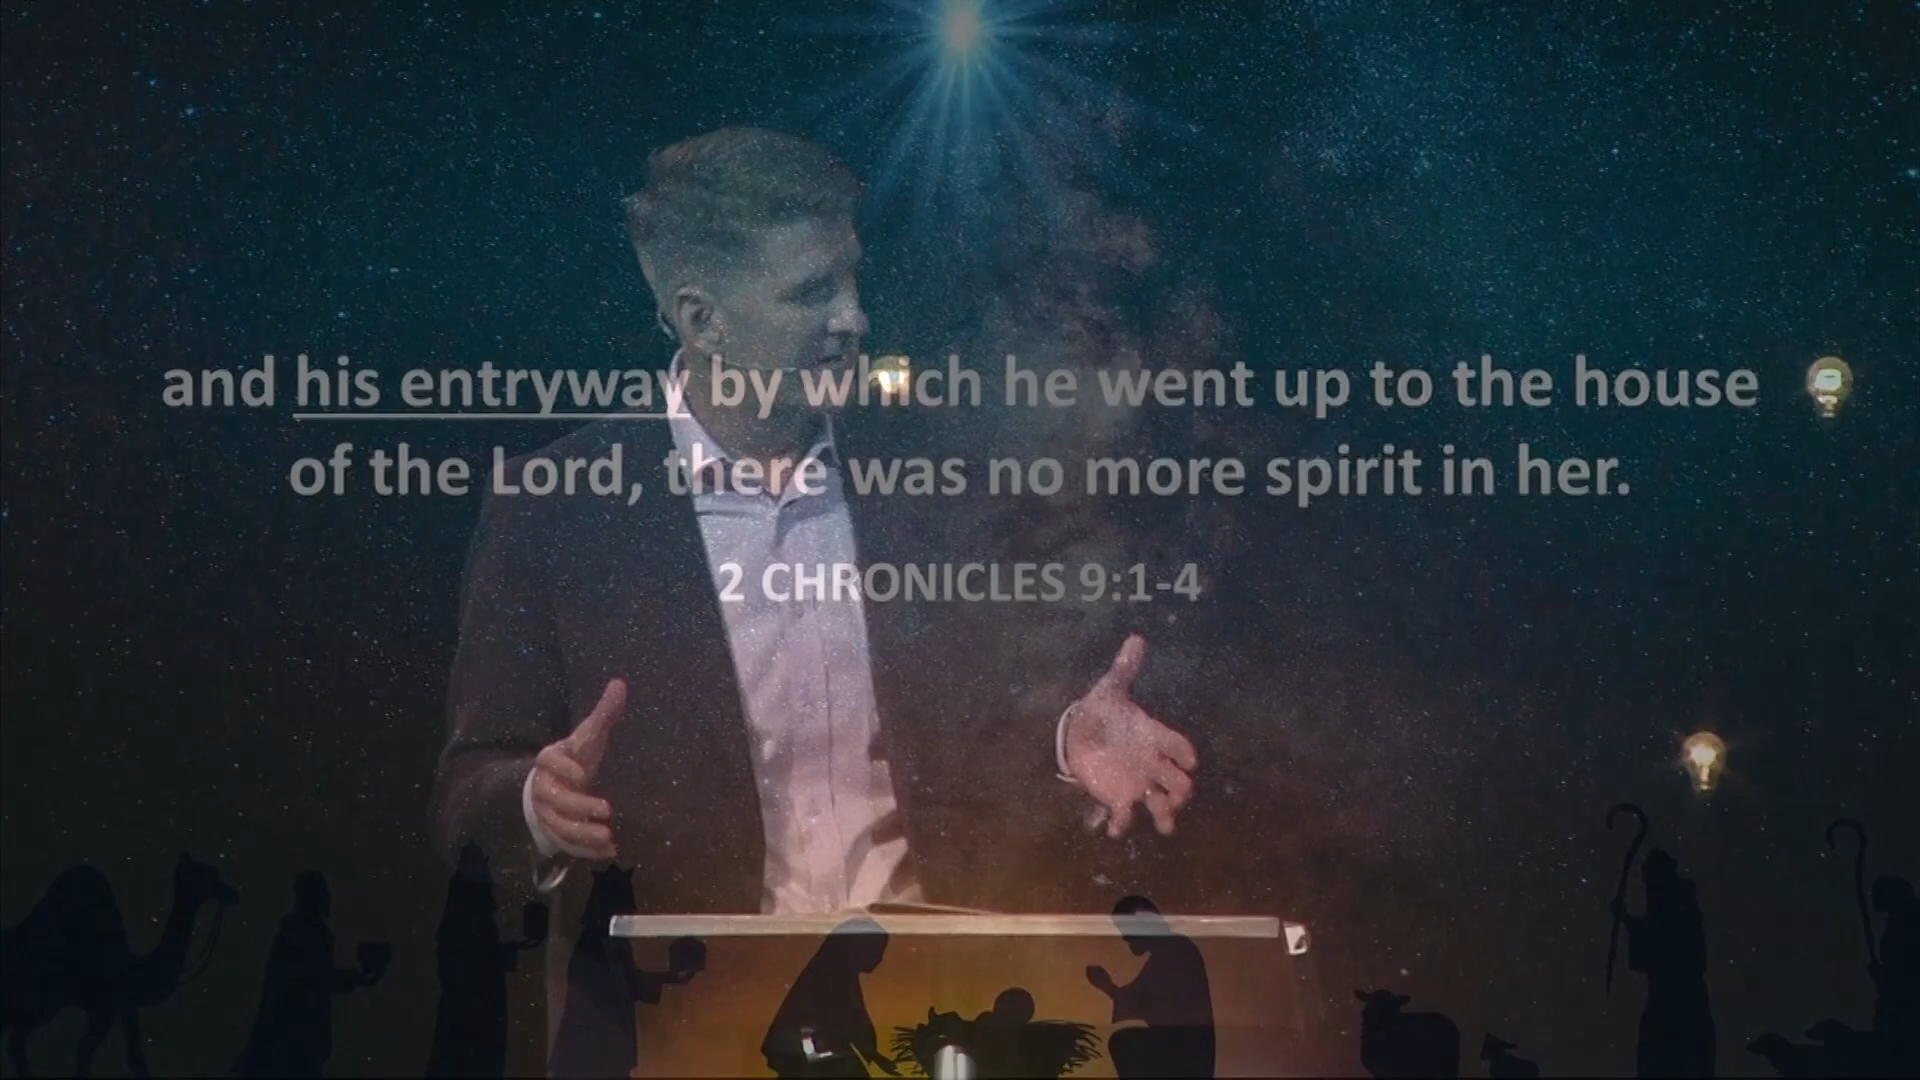 and his entryway by which he went up to the house
of the Lord, there was no more spirit in her.
2 CHRONICLES 9:1-4